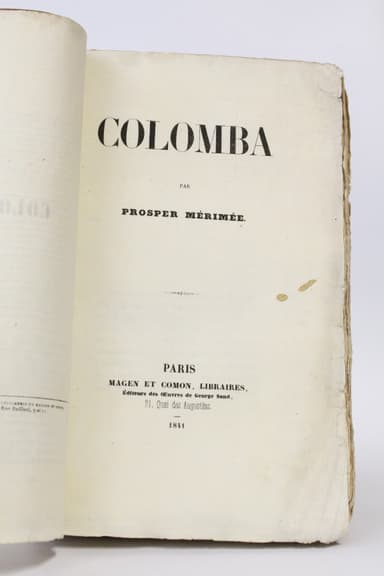 COLOMBA
PAR
PROSPER MÉRIMÉE.
PARIS
MAGEN ET COMON, LIBRAIRES,
Éditeurs des Œuvres de George Sand,
21, Quai des Augustins.
1841